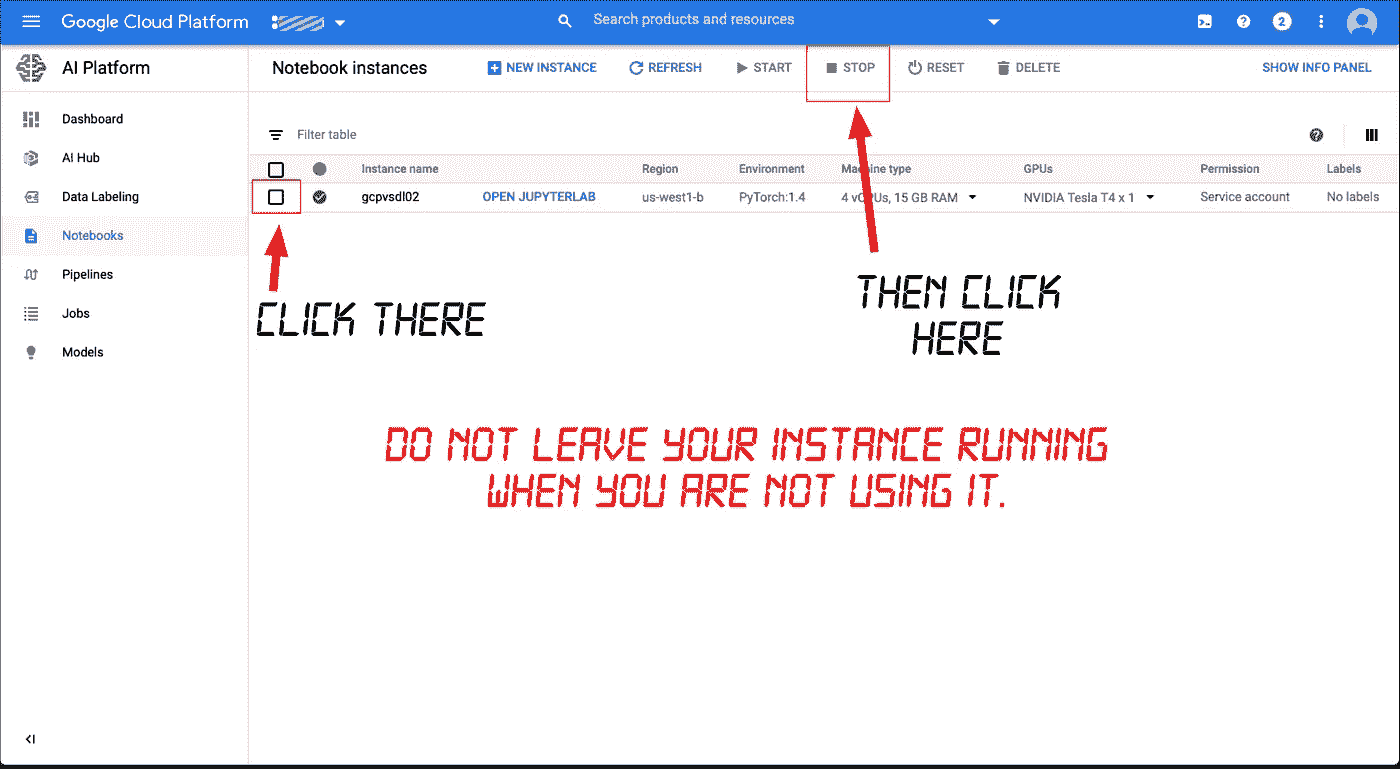 Google Cloud Platform
Search products and resources
2
AI Platform
Notebook instances
NEW INSTANCE
REFRESH
START
STOP
RESET
DELETE
SHOW INFO PANEL
Dashboard
AI Hub
Data Labeling
Notebooks
Pipelines
Jobs
Models
Filter table
Instance name Region Environment Machine type GPUs Permission Labels
gcpvsdl02 OPEN JUPYTERLAB us-west1-b PyTorch:1.4 4 vCPUs, 15 GB RAM NVIDIA Tesla T4 x 1 Service account No labels
CLICK THERE
THEN CLICK
HERE
DO NOT LEAVE YOUR INSTANCE RUNNING
WHEN YOU ARE NOT USING IT.